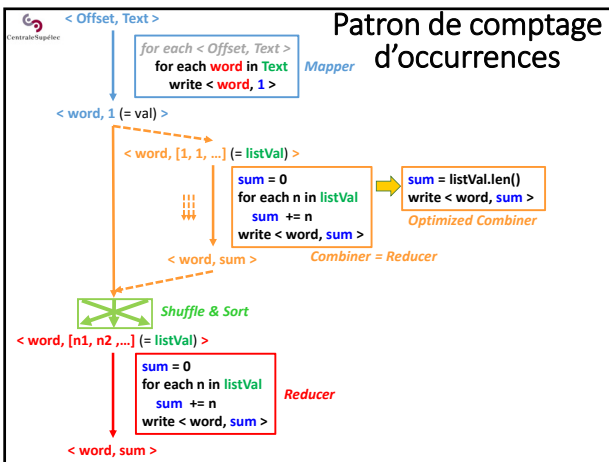 Patron de comptage
d’occurrences
CentraleSupélec
< Offset, Text >
for each < Offset, Text >
for each word in Text
write < word, 1 >
Mapper
< word, 1 (= val) >
< word, [1, 1, …] (= listVal) >
sum = 0
for each n in listVal
sum += n
write < word, sum >
sum = listVal.len()
write < word, sum >
Optimized Combiner
< word, sum >
Combiner = Reducer
Shuffle & Sort
< word, [n1, n2 ,…] (= listVal) >
sum = 0
for each n in listVal
sum += n
write < word, sum >
Reducer
< word, sum >